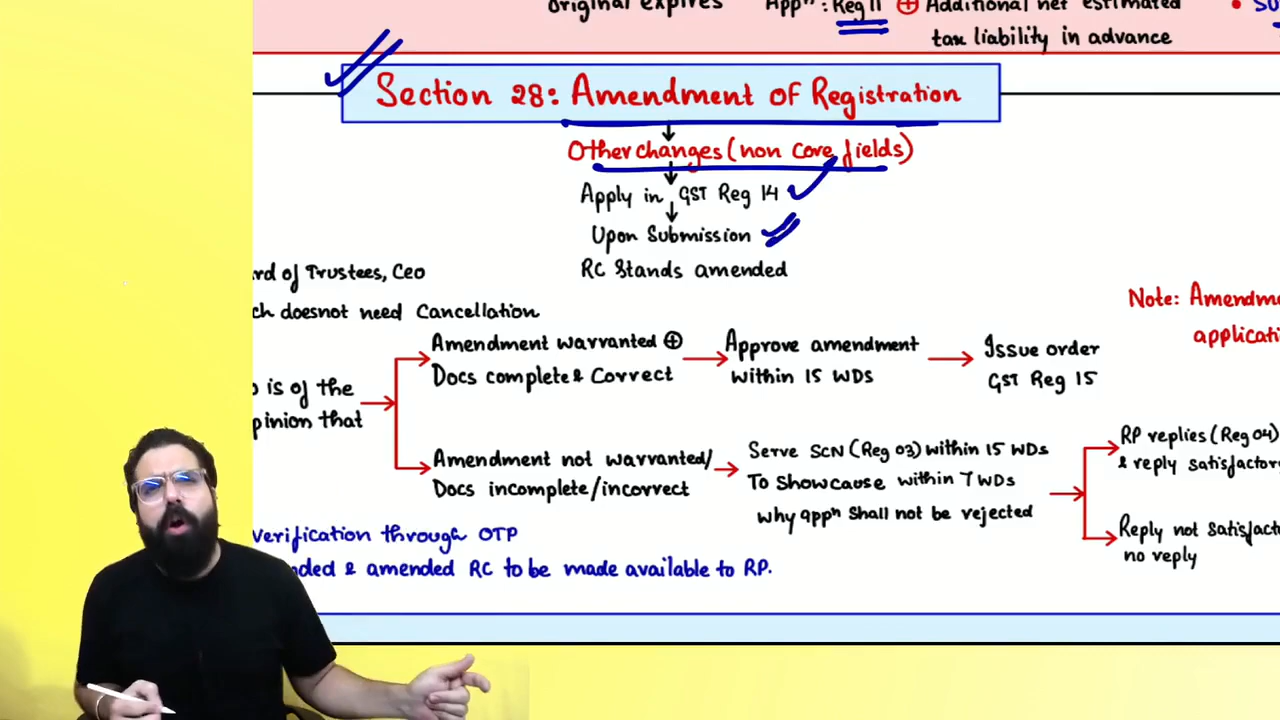 original expires
Appⁿ: Reg 11 ⊕ Additional net estimated
tax liability in advance
Section 28: Amendment of Registration
Other changes (non core fields)
Apply in GST Reg 14
Upon Submission
RC Stands amended
rd of Trustees, Ceo
ch doesnot need Cancellation
is of the
pinion that
Amendment warranted ⊕
Docs complete & Correct
Approve amendment
within 15 WDs
Issue order
GST Reg 15
Note: Amendme
applicati
Amendment not warranted/
Docs incomplete/incorrect
Serve SCN (Reg 03) within 15 WDs
To Showcause within 7 WDs
why appⁿ Shall not be rejected
RP replies (Reg 04)
& reply satisfactor
Reply not satisfact
no reply
verification through OTP
nded & amended RC to be made available to RP.